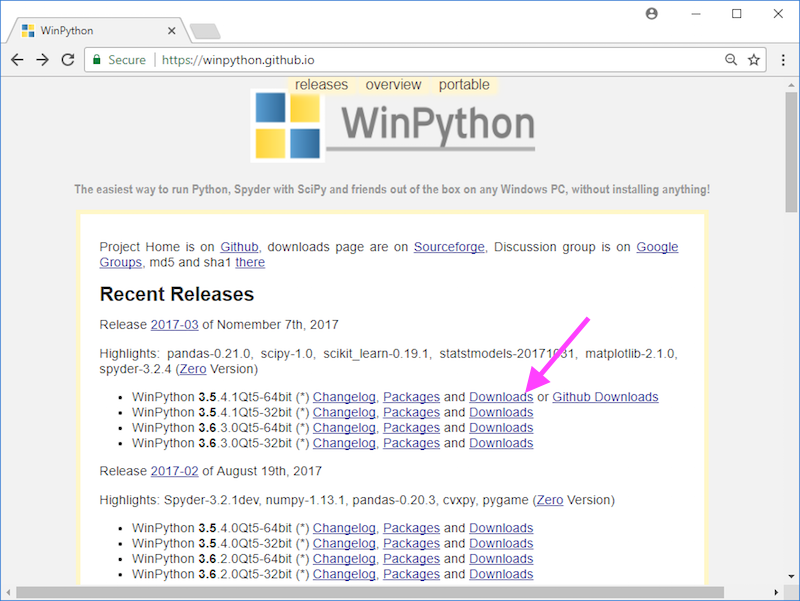 WinPython
Secure
https://winpython.github.io
releases overview portable
WinPython
The easiest way to run Python, Spyder with SciPy and friends out of the box on any Windows PC, without installing anything!
Project Home is on Github, downloads page are on Sourceforge, Discussion group is on Google
Groups, md5 and sha1 there
Recent Releases
Release 2017-03 of Nomember 7th, 2017
Highlights: pandas-0.21.0, scipy-1.0, scikit_learn-0.19.1, statstmodels-20171031, matplotlib-2.1.0,
spyder-3.2.4 (Zero Version)
• WinPython 3.5.4.1Qt5-64bit (*) Changelog, Packages and Downloads or Github Downloads
• WinPython 3.5.4.1Qt5-32bit (*) Changelog, Packages and Downloads
• WinPython 3.6.3.0Qt5-64bit (*) Changelog, Packages and Downloads
• WinPython 3.6.3.0Qt5-32bit (*) Changelog, Packages and Downloads
Release 2017-02 of August 19th, 2017
Highlights: Spyder-3.2.1dev, numpy-1.13.1, pandas-0.20.3, cvxpy, pygame (Zero Version)
• WinPython 3.5.4.0Qt5-64bit (*) Changelog, Packages and Downloads
• WinPython 3.5.4.0Qt5-32bit (*) Changelog, Packages and Downloads
• WinPython 3.6.2.0Qt5-64bit (*) Changelog, Packages and Downloads
• WinPython 3.6.2.0Qt5-32bit (*) Changelog, Packages and Downloads